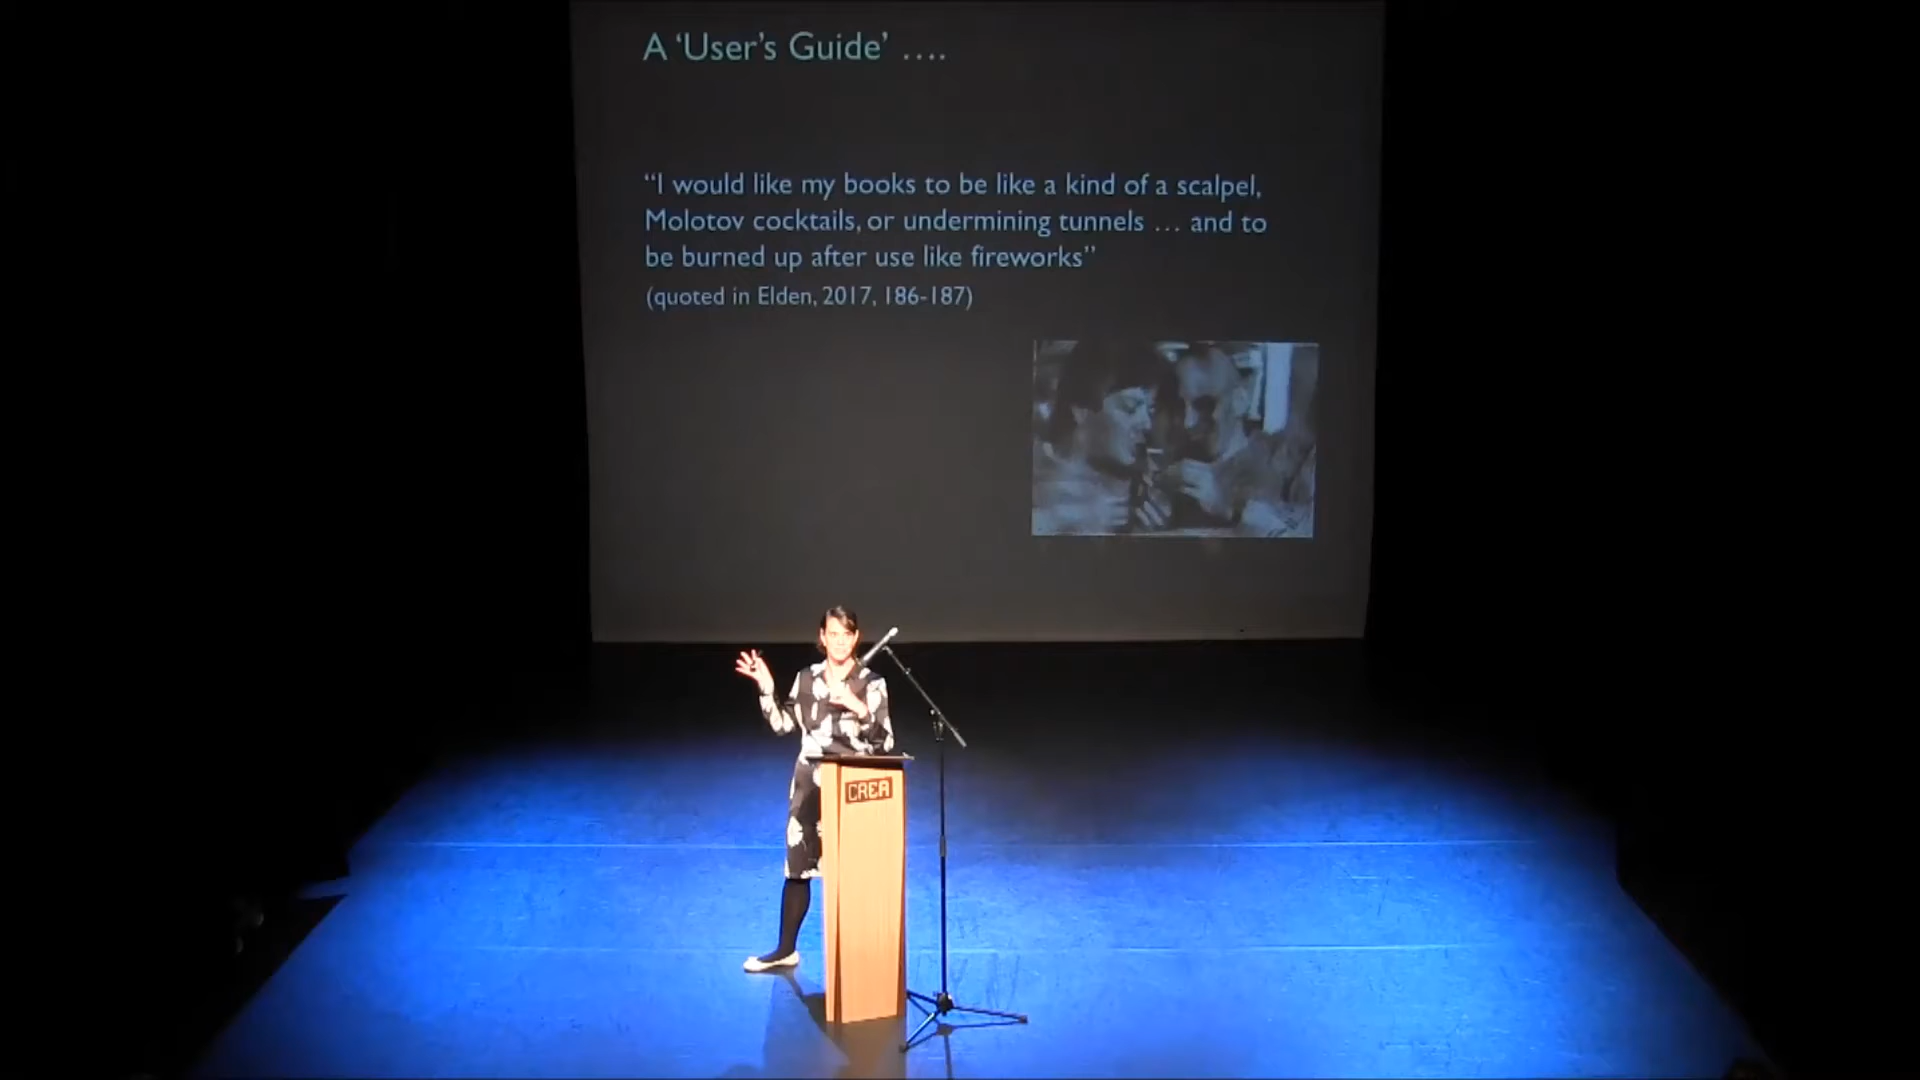 A ‘User’s Guide’ ....
“I would like my books to be like a kind of a scalpel,
Molotov cocktails, or undermining tunnels … and to
be burned up after use like fireworks”
(quoted in Elden, 2017, 186-187)
CREA